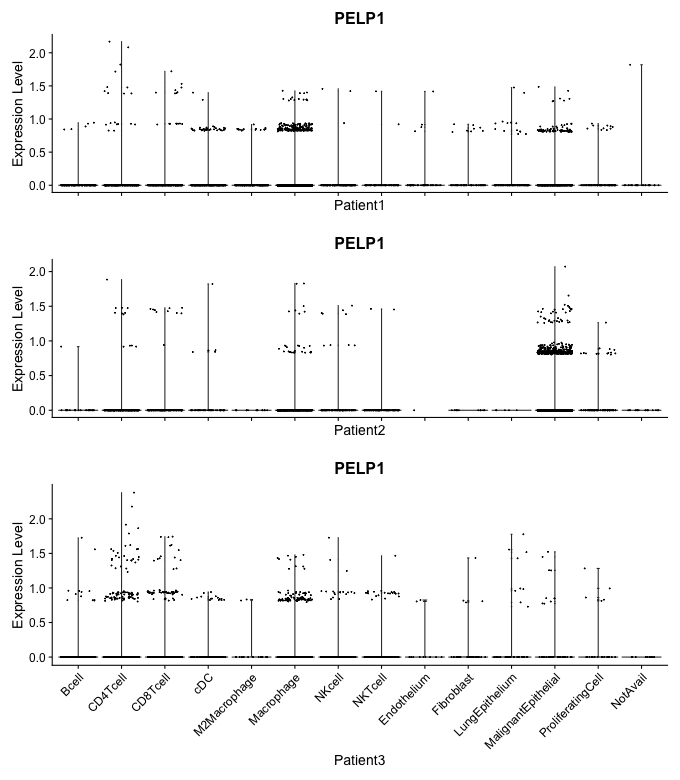 PELP1
Expression Level
2.0
1.5
1.0
0.5
0.0
Patient1
PELP1
Expression Level
2.0
1.5
1.0
0.5
0.0
Patient2
PELP1
Expression Level
2.0
1.5
1.0
0.5
0.0
Bcell
CD4Tcell
CD8Tcell
cDC
M2Macrophage
Macrophage
NKcell
NKTcell
Endothelium
Fibroblast
LungEpithelium
MalignantEpithelial
ProliferatingCell
NotAvail
Patient3